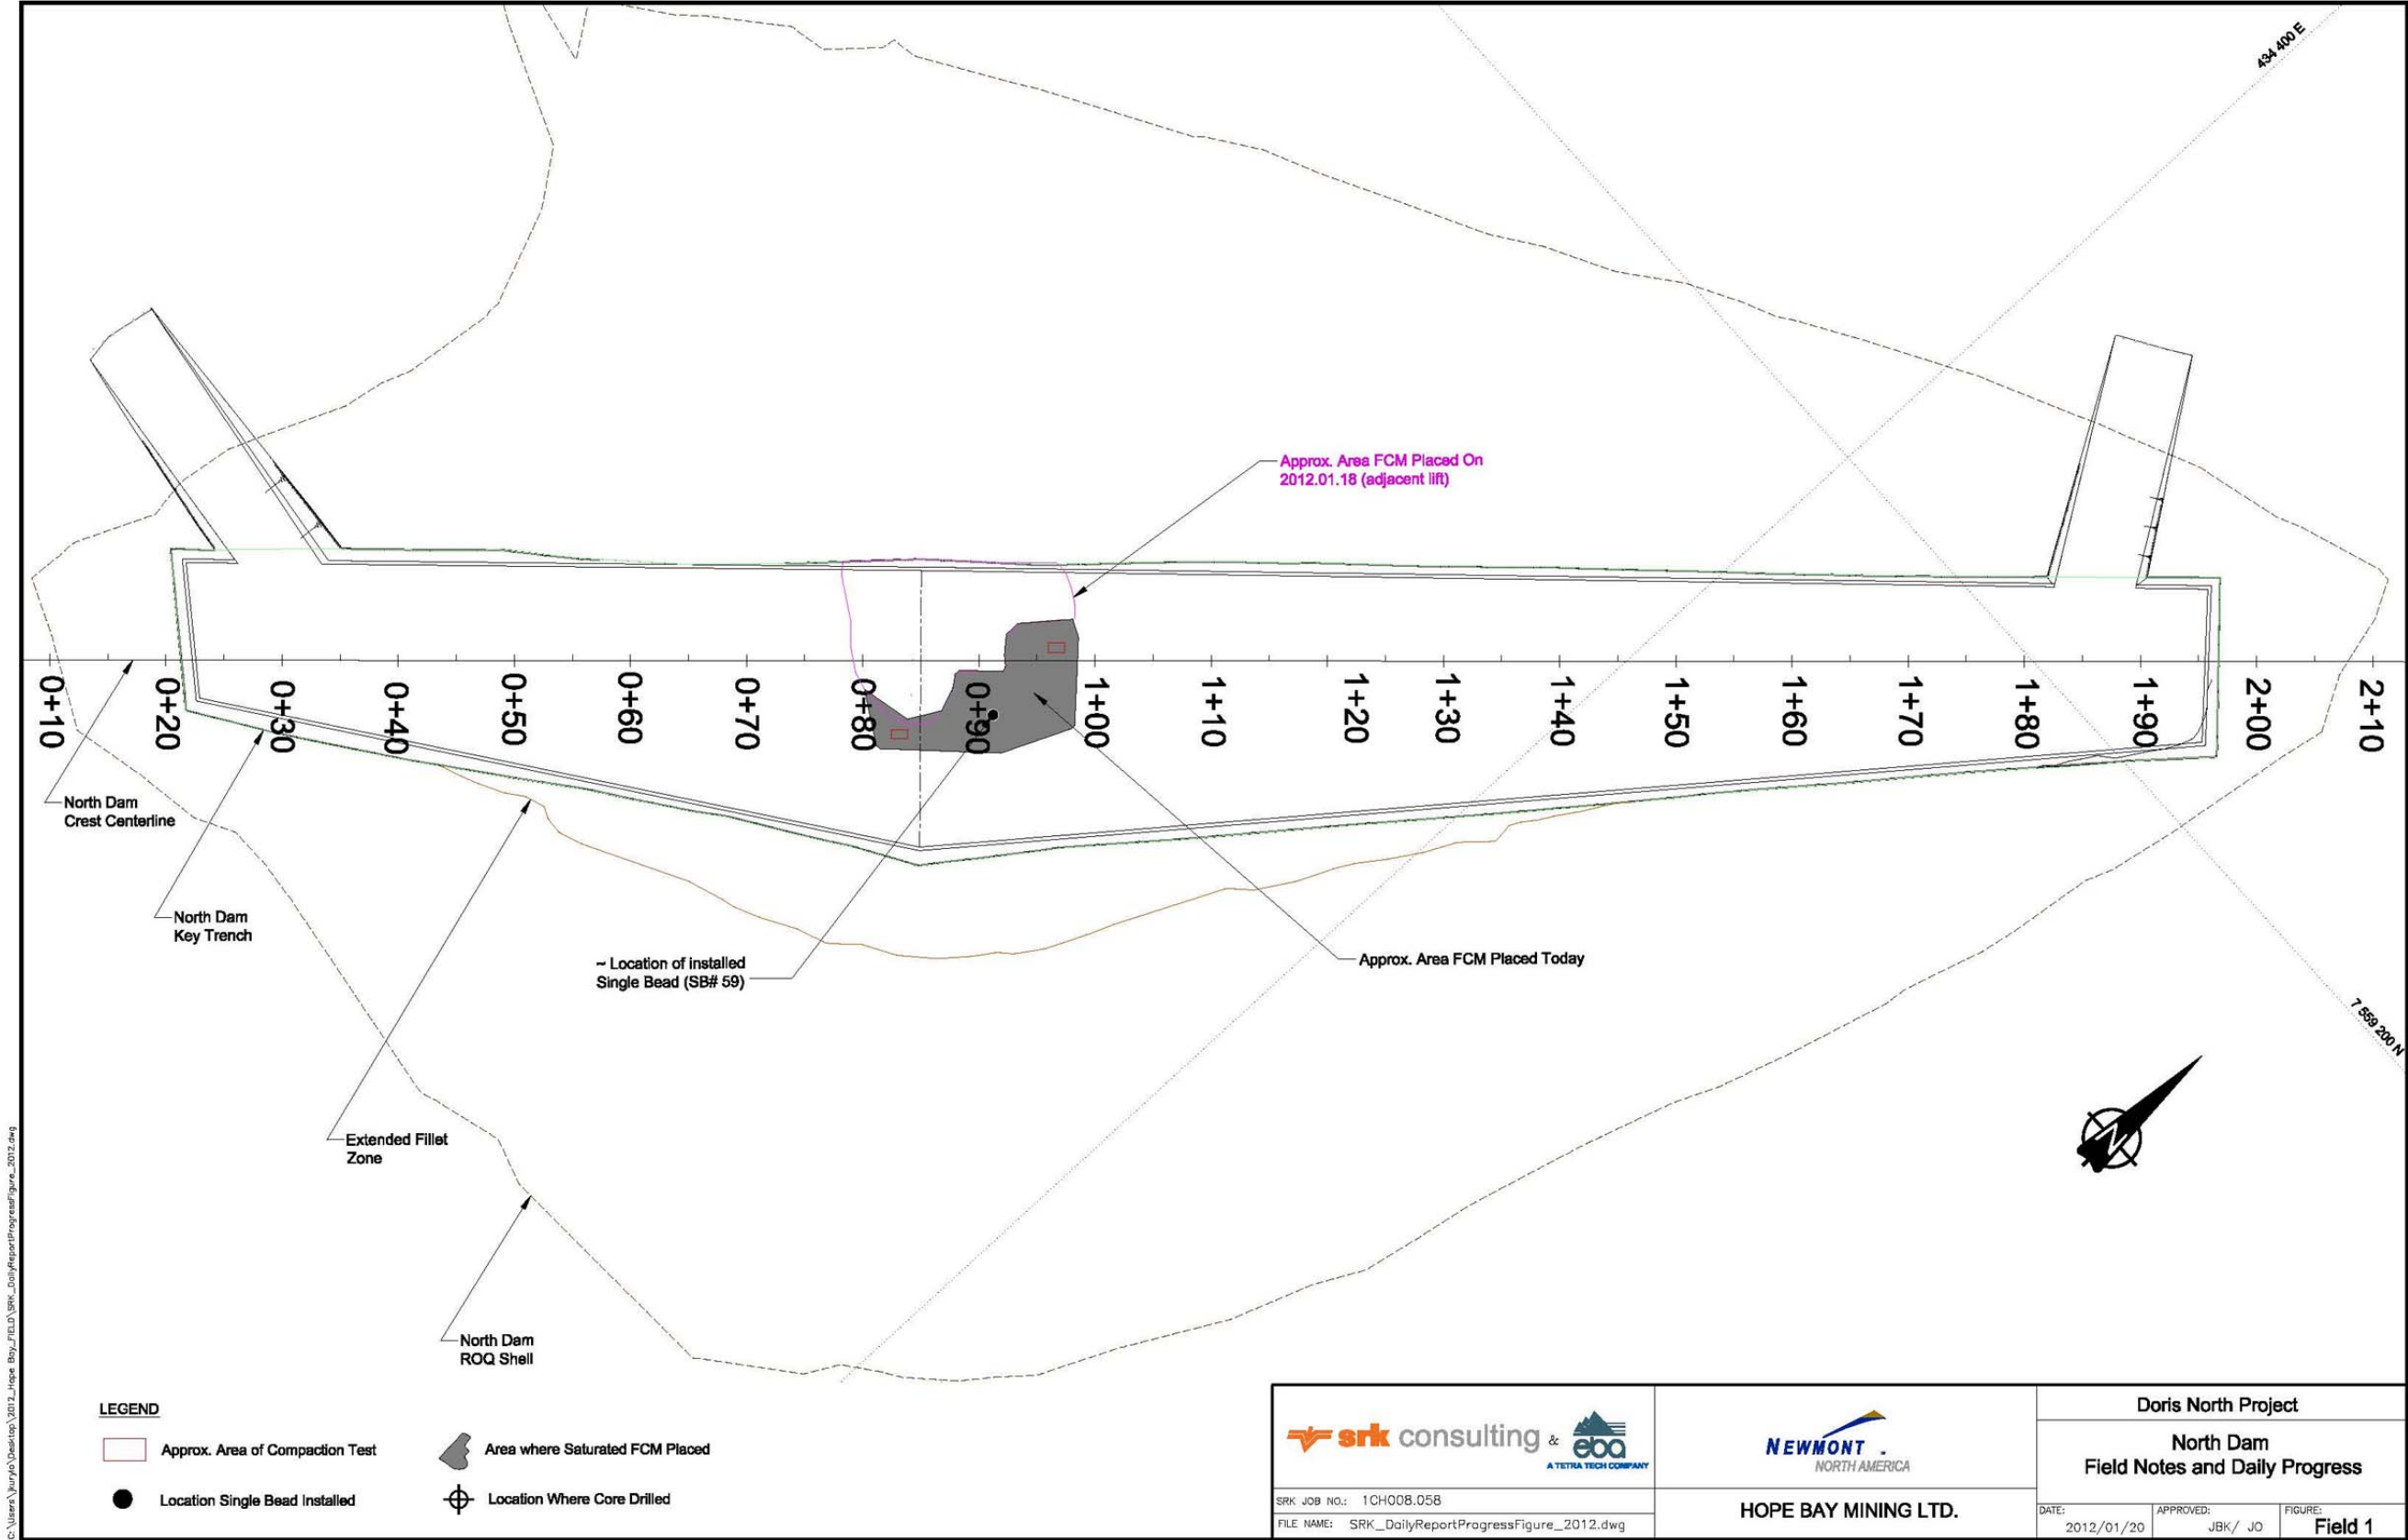 434 400 E
Approx. Area FCM Placed On
2012.01.18 (adjacent lift)
0+10
0+20
0+30
0+40
0+50
0+60
0+70
0+80
0+90
1+00
1+10
1+20
1+30
1+40
1+50
1+60
1+70
1+80
1+90
2+00
2+10
North Dam
Crest Centerline
North Dam
Key Trench
~ Location of installed
Single Bead (SB# 59)
Approx. Area FCM Placed Today
7 559 200 N
Extended Fillet
Zone
N
North Dam
ROQ Shell
LEGEND
Approx. Area of Compaction Test
Area where Saturated FCM Placed
Location Single Bead Installed
Location Where Core Drilled
srk consulting & eba
A TETRA TECH COMPANY
SRK JOB NO.: 1CH008.058
FILE NAME: SRK_DailyReportProgressFigure_2012.dwg
NEWMONT
NORTH AMERICA
HOPE BAY MINING LTD.
Doris North Project
North Dam
Field Notes and Daily Progress
DATE:
2012/01/20
APPROVED:
JBK/ JO
FIGURE:
Field 1